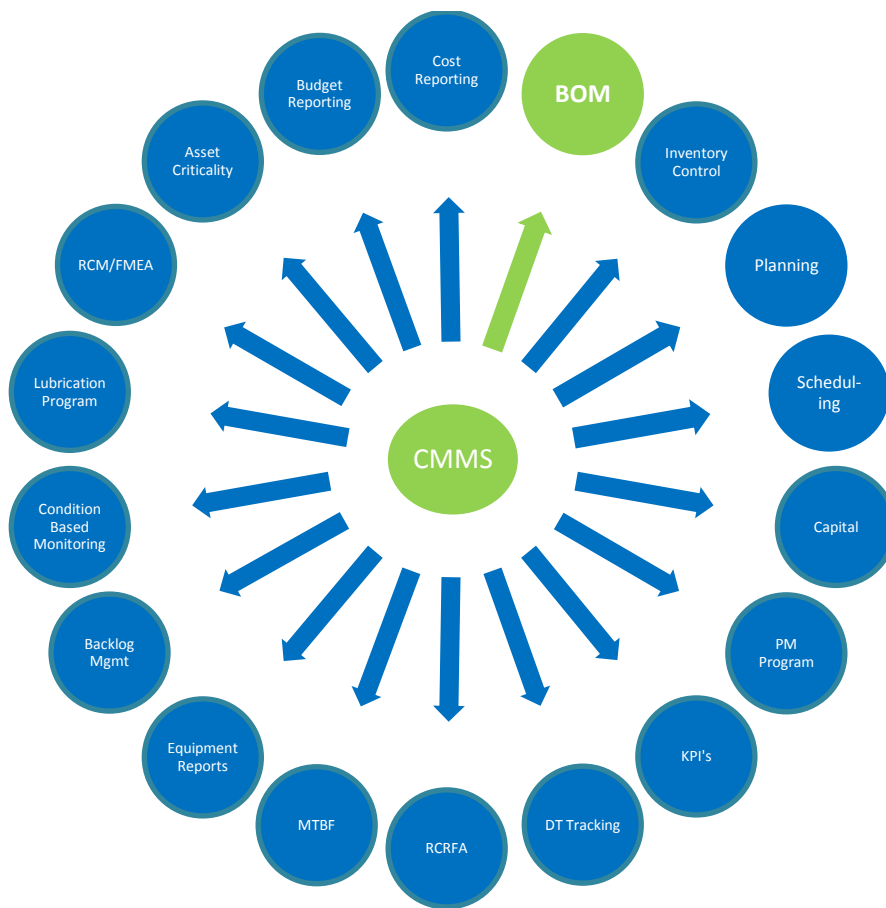 Cost
Reporting
BOM
Budget
Reporting
Inventory
Control
Asset
Criticality
RCM/FMEA
Planning
Lubrication
Program
Schedul-
ing
CMMS
Condition
Based
Monitoring
Capital
Backlog
Mgmt
PM
Program
Equipment
Reports
KPI's
MTBF
DT Tracking
RCRFA